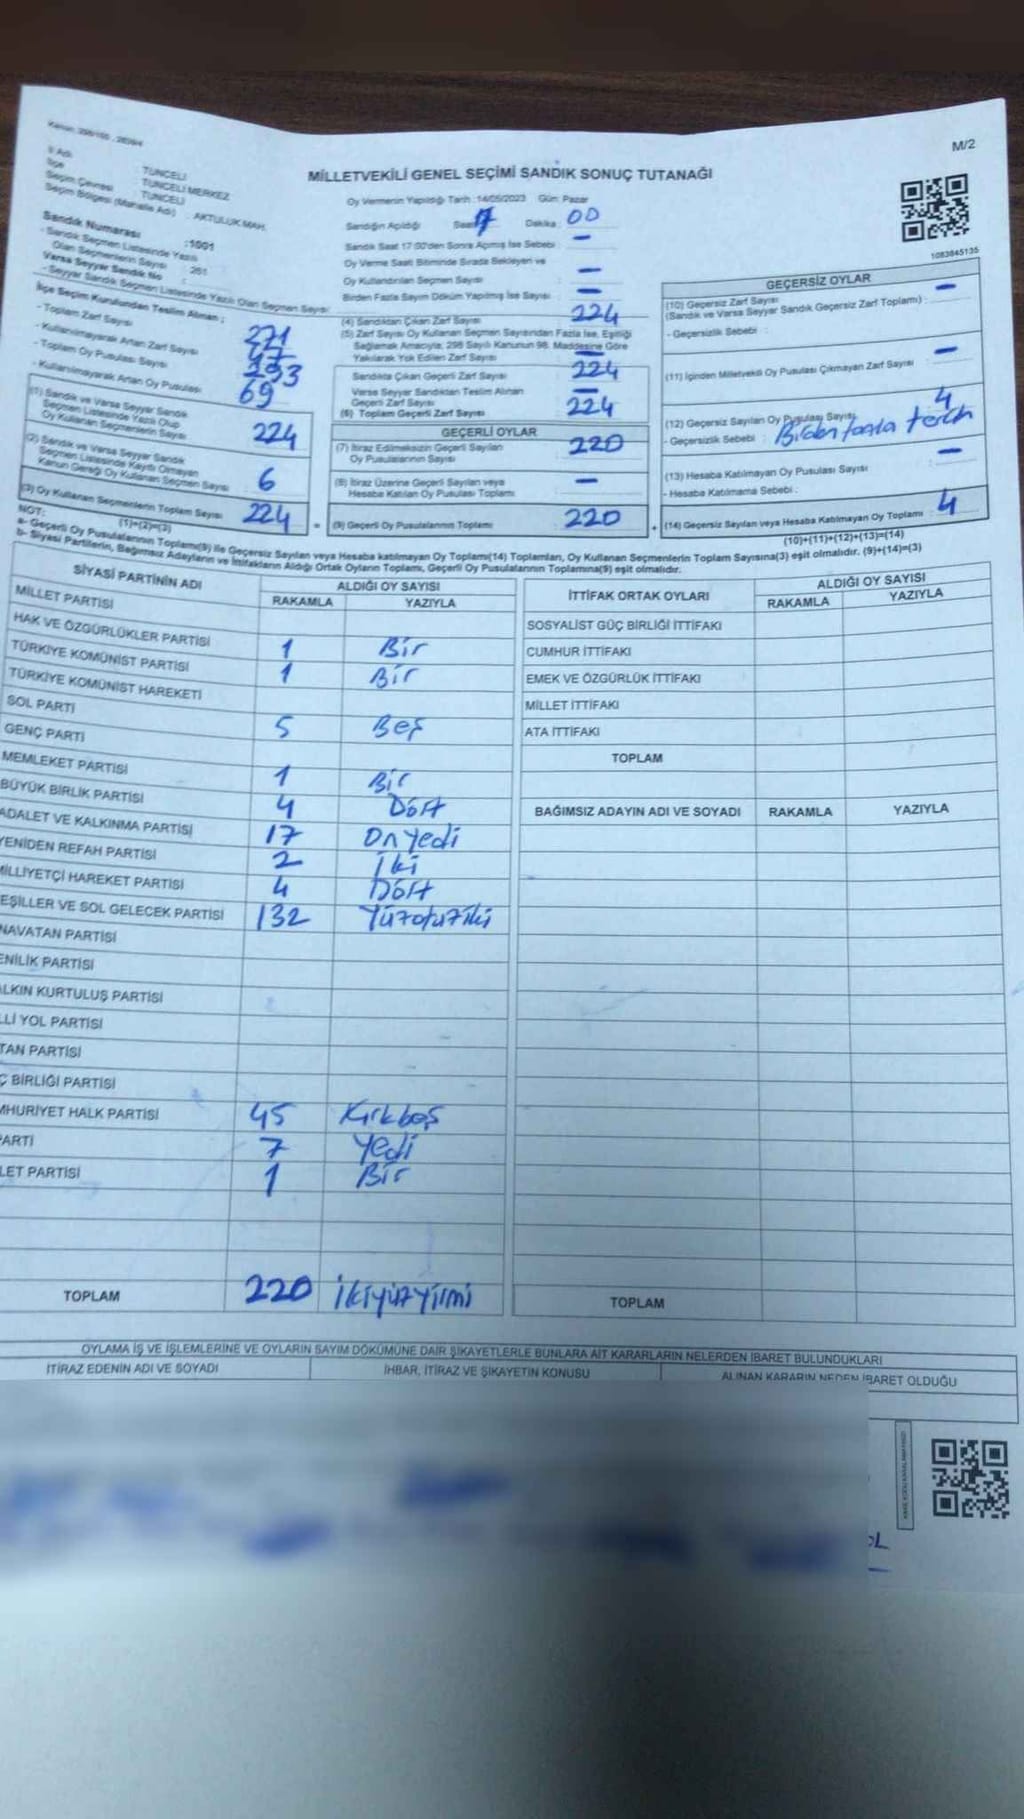 M/2
İl Adı : TUNCELİ
İlçe : TUNCELİ MERKEZ
Seçim Çevresi : TUNCELİ
Seçim Bölgesi (Mahalle Adı) : AKTULUK MAH.
MİLLETVEKİLİ GENEL SEÇİMİ SANDIK SONUÇ TUTANAĞI
Oy Vermenin Yapıldığı Tarih : 14/05/2023 Gün: Pazar
Sandığın Açıldığı Saat 17 Dakika 00
Sandık Saat 17:00'den Sonra Açılmış İse Sebebi : -
Oy Verme Saati Bitiminde Sırada Bekleyen ve
Oy Kullandırılan Seçmen Sayısı -
Birden Fazla Sayım Döküm Yapılmış İse Sayısı -
1083845135
Sandık Numarası :1001
- Sandık Seçmen Listesinde Yazılı
Olan Seçmenlerin Sayısı :
Varsa Seyyar Sandık No :
- Seyyar Sandık Seçmen Listesinde Yazılı Olan Seçmen Sayısı
İlçe Seçim Kurulundan Teslim Alınan ;
- Toplam Zarf Sayısı 271
- Kullanılmayarak Artan Zarf Sayısı 47
- Toplam Oy Pusulası Sayısı 293
- Kullanılmayarak Artan Oy Pusulası 69
(1) Sandık ve Varsa Seyyar Sandık
Seçmen Listesinde Yazılı Olup
Oy Kullanan Seçmenlerin Sayısı 224
(2) Sandık ve Varsa Seyyar Sandık
Seçmen Listesinde Kayıtlı Olmayan
Kanun Gereği Oy Kullanan Seçmen Sayısı 6
(3) Oy Kullanan Seçmenlerin Toplam Sayısı 224
(1)+(2)=(3)
(4) Sandıktan Çıkan Zarf Sayısı 224
(5) Zarf Sayısı Oy Kullanan Seçmen Sayısından Fazla İse, Eşitliği
Sağlamak Amacıyla, 298 Sayılı Kanunun 98. Maddesine Göre
Yakılarak Yok Edilen Zarf Sayısı -
Sandıkta Çıkan Geçerli Zarf Sayısı 224
Varsa Seyyar Sandıktan Teslim Alınan
Geçerli Zarf Sayısı -
(6) Toplam Geçerli Zarf Sayısı 224
GEÇERLİ OYLAR
(7) İtiraz Edilmeksizin Geçerli Sayılan
Oy Pusulalarının Sayısı 220
(8) İtiraz Üzerine Geçerli Sayılan veya
Hesaba Katılan Oy Pusulası Toplamı -
= (9) Geçerli Oy Pusulalarının Toplamı 220
GEÇERSİZ OYLAR
(10) Geçersiz Zarf Sayısı -
(Sandık ve Varsa Seyyar Sandık Geçersiz Zarf Toplamı) :
- Geçersizlik Sebebi :
(11) İçinden Milletvekili Oy Pusulası Çıkmayan Zarf Sayısı -
(12) Geçersiz Sayılan Oy Pusulası Sayısı 4
- Geçersizlik Sebebi : Birden fazla tercih
(13) Hesaba Katılmayan Oy Pusulası Sayısı -
- Hesaba Katılmama Sebebi :
+ (14) Geçersiz Sayılan veya Hesaba Katılmayan Oy Toplamı 4
(10)+(11)+(12)+(13)=(14)
NOT:
a- Geçerli Oy Pusulalarının Toplamı(9) ile Geçersiz Sayılan veya Hesaba katılmayan Oy Toplamı(14) Toplamları, Oy Kullanan Seçmenlerin Toplam Sayısına(3) eşit olmalıdır. (9)+(14)=(3)
b- Siyasi Partilerin, Bağımsız Adayların ve İttifakların Aldığı Ortak Oyların Toplamı, Geçerli Oy Pusulalarının Toplamına(9) eşit olmalıdır.
SİYASİ PARTİNİN ADI
ALDIĞI OY SAYISI
RAKAMLA YAZIYLA
MİLLET PARTİSİ
HAK VE ÖZGÜRLÜKLER PARTİSİ 1 Bir
TÜRKİYE KOMÜNİST PARTİSİ 1 Bir
TÜRKİYE KOMÜNİST HAREKETİ
SOL PARTİ 5 Beş
GENÇ PARTİ
MEMLEKET PARTİSİ 1 Bir
BÜYÜK BİRLİK PARTİSİ 4 Dört
ADALET VE KALKINMA PARTİSİ 17 Onyedi
YENİDEN REFAH PARTİSİ 2 İki
MİLLİYETÇİ HAREKET PARTİSİ 4 Dört
EŞİLLER VE SOL GELECEK PARTİSİ 132 Yüzotuziki
NAVATAN PARTİSİ
ENİLİK PARTİSİ
ALKIN KURTULUŞ PARTİSİ
LLİ YOL PARTİSİ
TAN PARTİSİ
Ç BİRLİĞİ PARTİSİ
MHURİYET HALK PARTİSİ 45 Kırkbeş
PARTİ 7 Yedi
LET PARTİSİ 1 Bir
TOPLAM 220 İkiyüzyirmi
İTTİFAK ORTAK OYLARI
ALDIĞI OY SAYISI
RAKAMLA YAZIYLA
SOSYALİST GÜÇ BİRLİĞİ İTTİFAKI
CUMHUR İTTİFAKI
EMEK VE ÖZGÜRLÜK İTTİFAKI
MİLLET İTTİFAKI
ATA İTTİFAKI
TOPLAM
BAĞIMSIZ ADAYIN ADI VE SOYADI RAKAMLA YAZIYLA
TOPLAM
OYLAMA İŞ VE İŞLEMLERİNE VE OYLARIN SAYIM DÖKÜMÜNE DAİR ŞİKAYETLERLE BUNLARA AİT KARARLARIN NELERDEN İBARET BULUNDUKLARI
İTİRAZ EDENİN ADI VE SOYADI
İHBAR, İTİRAZ VE ŞİKAYETİN KONUSU
ALINAN KARARIN NEDEN İBARET OLDUĞU